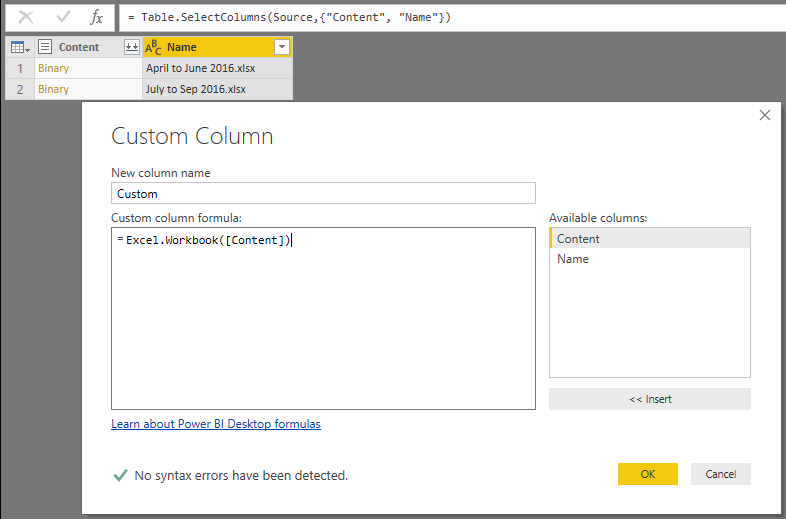 fx = Table.SelectColumns(Source,{"Content", "Name"})
Content ABC Name
1 Binary April to June 2016.xlsx
2 Binary July to Sep 2016.xlsx
Custom Column
New column name
Custom
Custom column formula: Available columns:
=Excel.Workbook([Content]) Content
Name
<< Insert
Learn about Power BI Desktop formulas
No syntax errors have been detected. OK Cancel